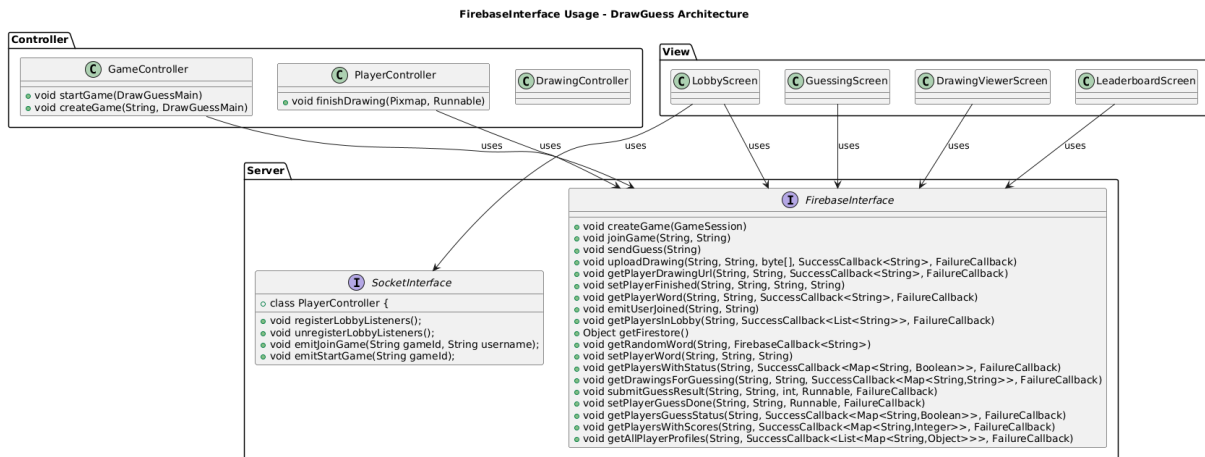 FirebaseInterface Usage - DrawGuess Architecture
Controller
C GameController
void startGame(DrawGuessMain)
void createGame(String, DrawGuessMain)
C PlayerController
void finishDrawing(Pixmap, Runnable)
C DrawingController
View
C LobbyScreen
C GuessingScreen
C DrawingViewerScreen
C LeaderboardScreen
uses
uses
uses
uses
uses
uses
uses
Server
I SocketInterface
class PlayerController {
void registerLobbyListeners();
void unregisterLobbyListeners();
void emitJoinGame(String gameId, String username);
void emitStartGame(String gameId);
I FirebaseInterface
void createGame(GameSession)
void joinGame(String, String)
void sendGuess(String)
void uploadDrawing(String, String, byte[], SuccessCallback<String>, FailureCallback)
void getPlayerDrawingUrl(String, String, SuccessCallback<String>, FailureCallback)
void setPlayerFinished(String, String, String, String)
void getPlayerWord(String, String, SuccessCallback<String>, FailureCallback)
void emitUserJoined(String, String)
void getPlayersInLobby(String, SuccessCallback<List<String>>, FailureCallback)
Object getFirestore()
void getRandomWord(String, FirebaseCallback<String>)
void setPlayerWord(String, String, String)
void getPlayersWithStatus(String, SuccessCallback<Map<String, Boolean>>, FailureCallback)
void getDrawingsForGuessing(String, String, SuccessCallback<Map<String,String>>, FailureCallback)
void submitGuessResult(String, String, int, Runnable, FailureCallback)
void setPlayerGuessDone(String, String, Runnable, FailureCallback)
void getPlayersGuessStatus(String, SuccessCallback<Map<String,Boolean>>, FailureCallback)
void getPlayersWithScores(String, SuccessCallback<Map<String,Integer>>, FailureCallback)
void getAllPlayerProfiles(String, SuccessCallback<List<Map<String,Object>>>, FailureCallback)